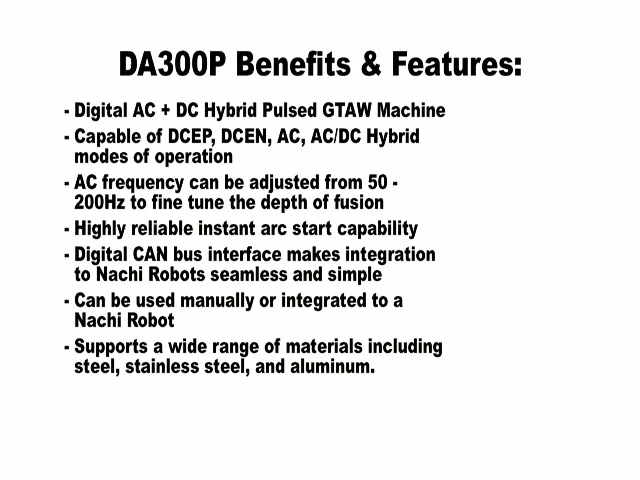 DA300P Benefits & Features:
- Digital AC + DC Hybrid Pulsed GTAW Machine
- Capable of DCEP, DCEN, AC, AC/DC Hybrid
modes of operation
- AC frequency can be adjusted from 50 -
200Hz to fine tune the depth of fusion
- Highly reliable instant arc start capability
- Digital CAN bus interface makes integration
to Nachi Robots seamless and simple
- Can be used manually or integrated to a
Nachi Robot
- Supports a wide range of materials including
steel, stainless steel, and aluminum.